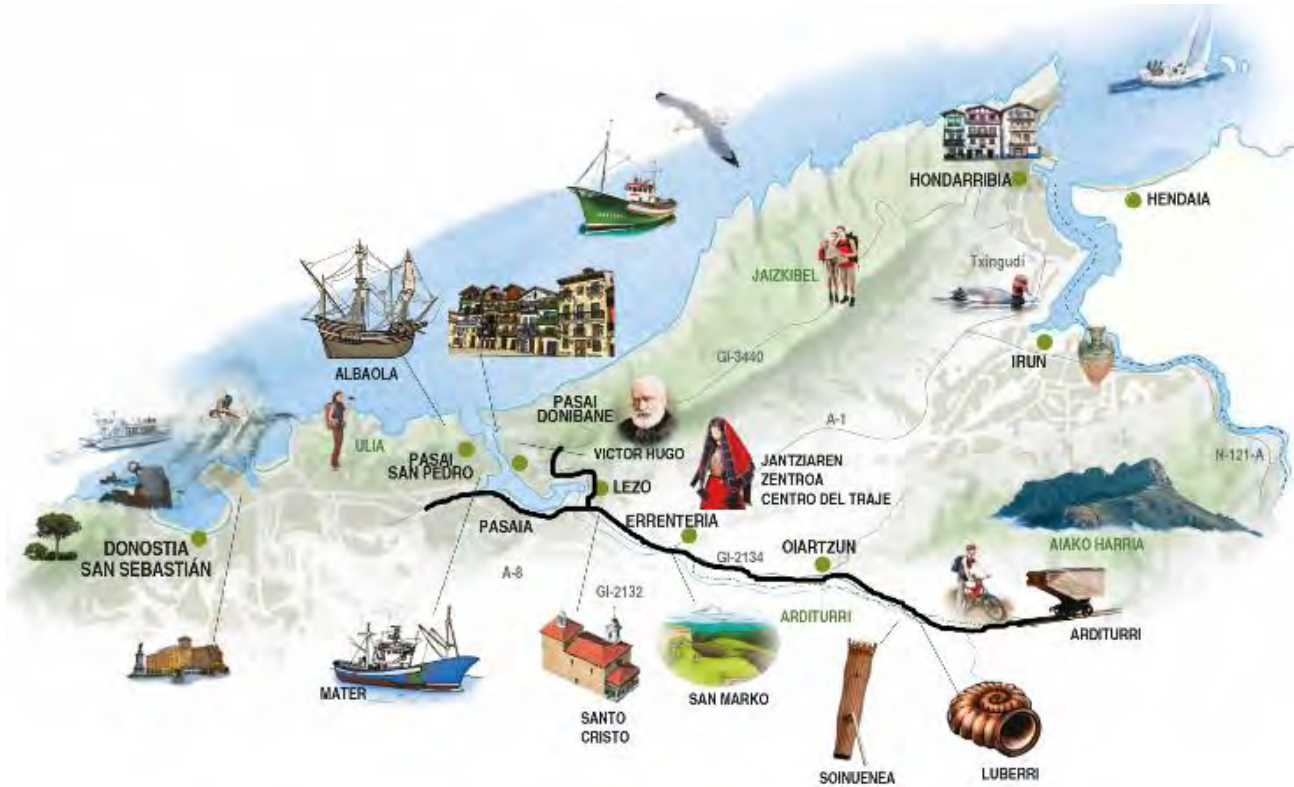 HONDARRIBIA
HENDAIA
Txingudi
JAIZKIBEL
GI-3440
IRUN
ALBAOLA
PASAI
DONIBANE
ULIA
PASAI
SAN PEDRO
VICTOR HUGO
A-1
N-121-A
JANTZIAREN
ZENTROA
CENTRO DEL TRAJE
LEZO
PASAIA
ERRENTERIA
DONOSTIA
SAN SEBASTIÁN
OIARTZUN
GI-2134
AIAKO HARRIA
A-8
GI-2132
ARDITURRI
ARDITURRI
MATER
SAN MARKO
SANTO
CRISTO
SOINUENEA
LUBERRI